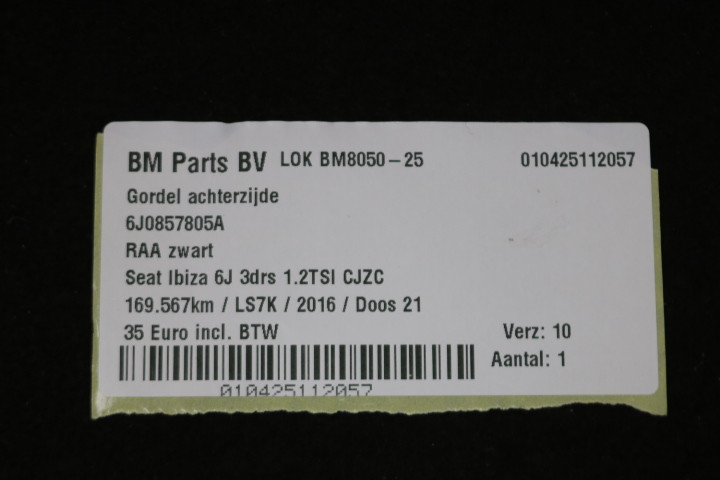 BM Parts BV LOK BM8050-25 010425112057
Gordel achterzijde
6J0857805A
RAA zwart
Seat Ibiza 6J 3drs 1.2TSI CJZC
169.567km / LS7K / 2016 / Doos 21
35 Euro incl. BTW Verz: 10
Aantal: 1
010425112057